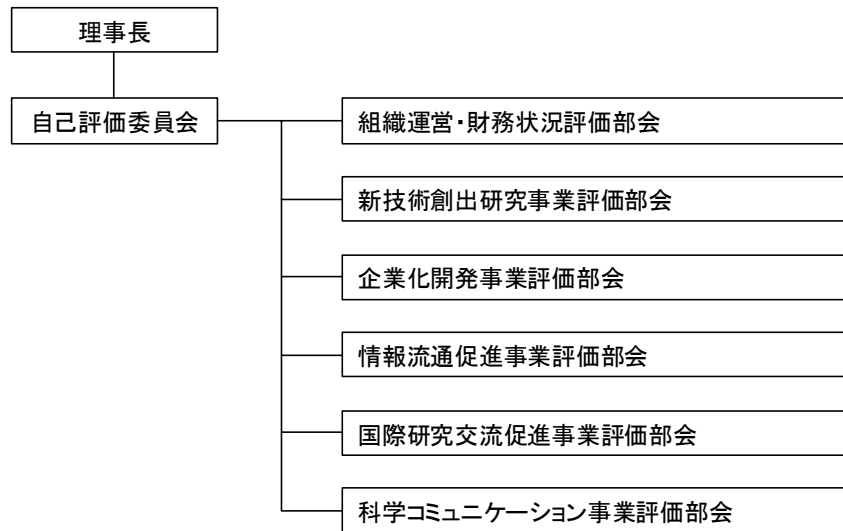 理事長
自己評価委員会
組織運営・財務状況評価部会
新技術創出研究事業評価部会
企業化開発事業評価部会
情報流通促進事業評価部会
国際研究交流促進事業評価部会
科学コミュニケーション事業評価部会